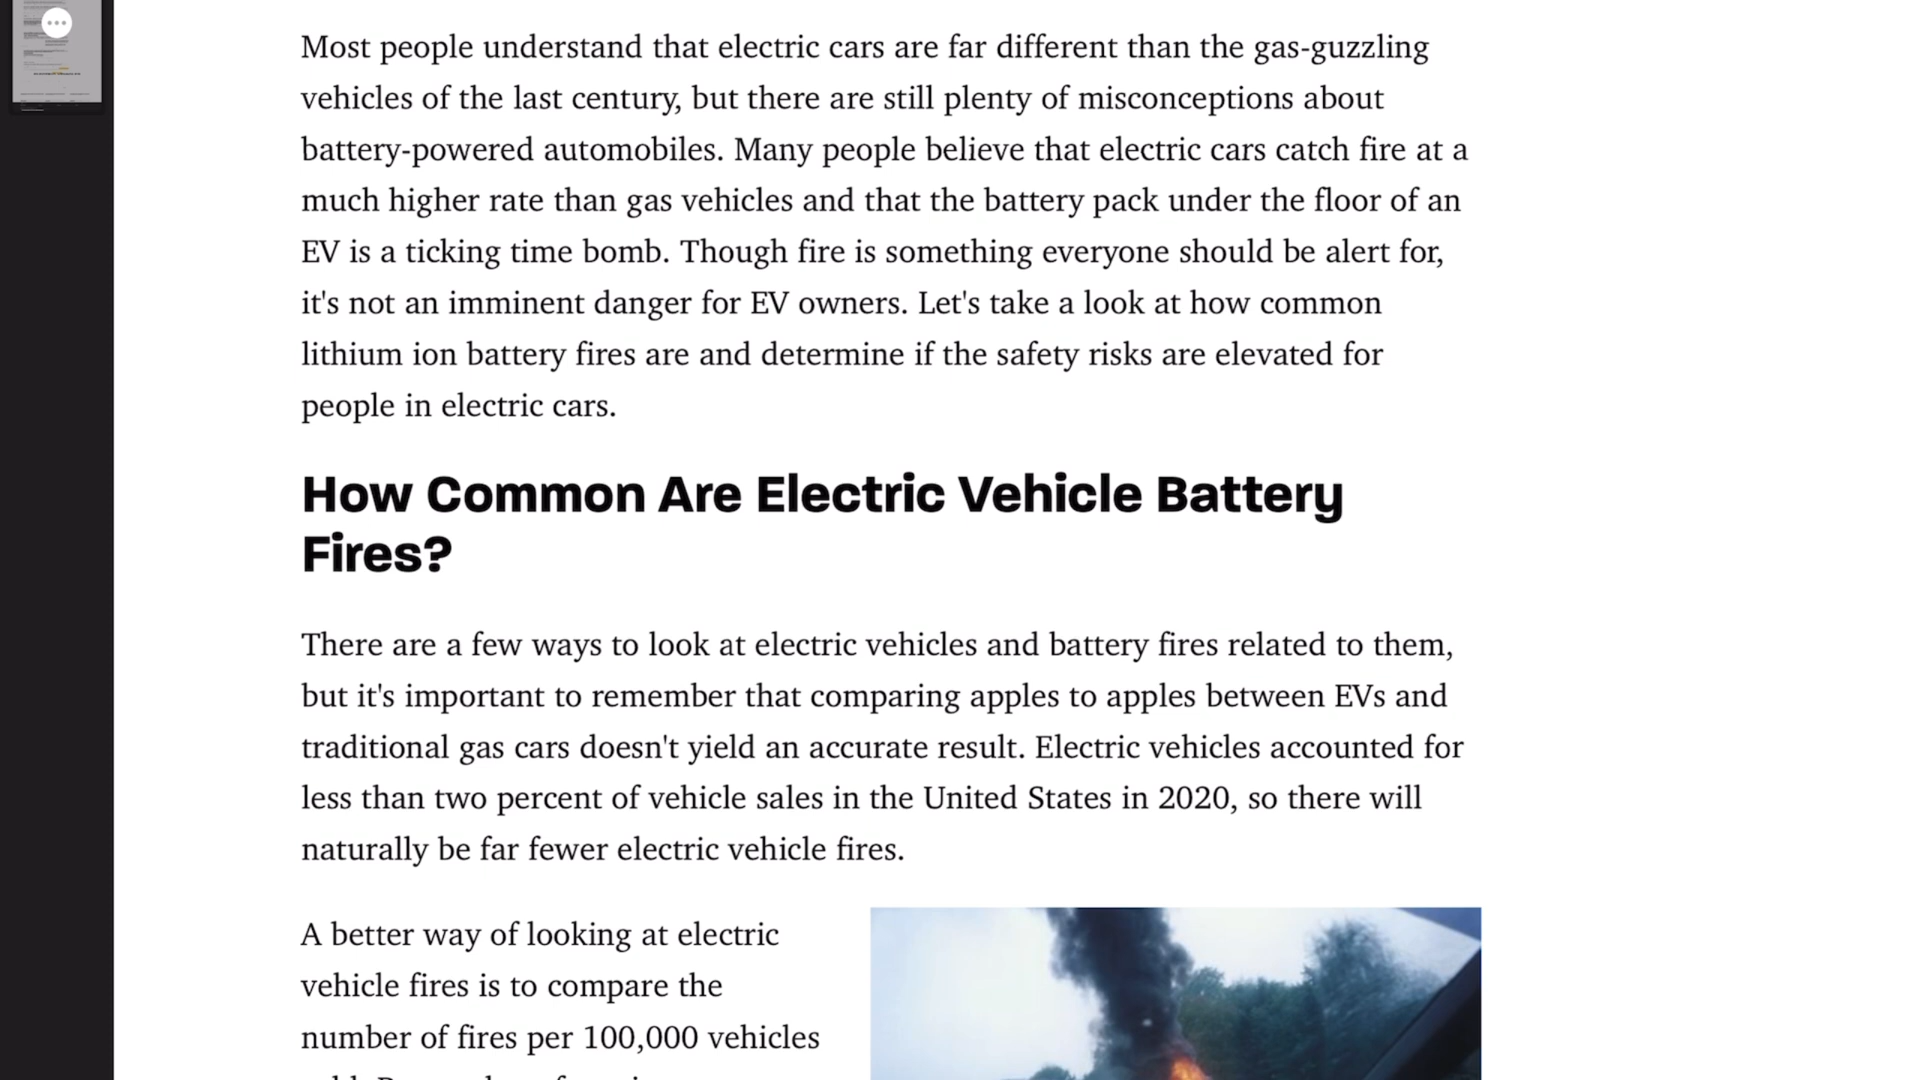 Most people understand that electric cars are far different than the gas-guzzling
vehicles of the last century, but there are still plenty of misconceptions about
battery-powered automobiles. Many people believe that electric cars catch fire at a
much higher rate than gas vehicles and that the battery pack under the floor of an
EV is a ticking time bomb. Though fire is something everyone should be alert for,
it's not an imminent danger for EV owners. Let's take a look at how common
lithium ion battery fires are and determine if the safety risks are elevated for
people in electric cars.
How Common Are Electric Vehicle Battery
Fires?
There are a few ways to look at electric vehicles and battery fires related to them,
but it's important to remember that comparing apples to apples between EVs and
traditional gas cars doesn't yield an accurate result. Electric vehicles accounted for
less than two percent of vehicle sales in the United States in 2020, so there will
naturally be far fewer electric vehicle fires.
A better way of looking at electric
vehicle fires is to compare the
number of fires per 100,000 vehicles